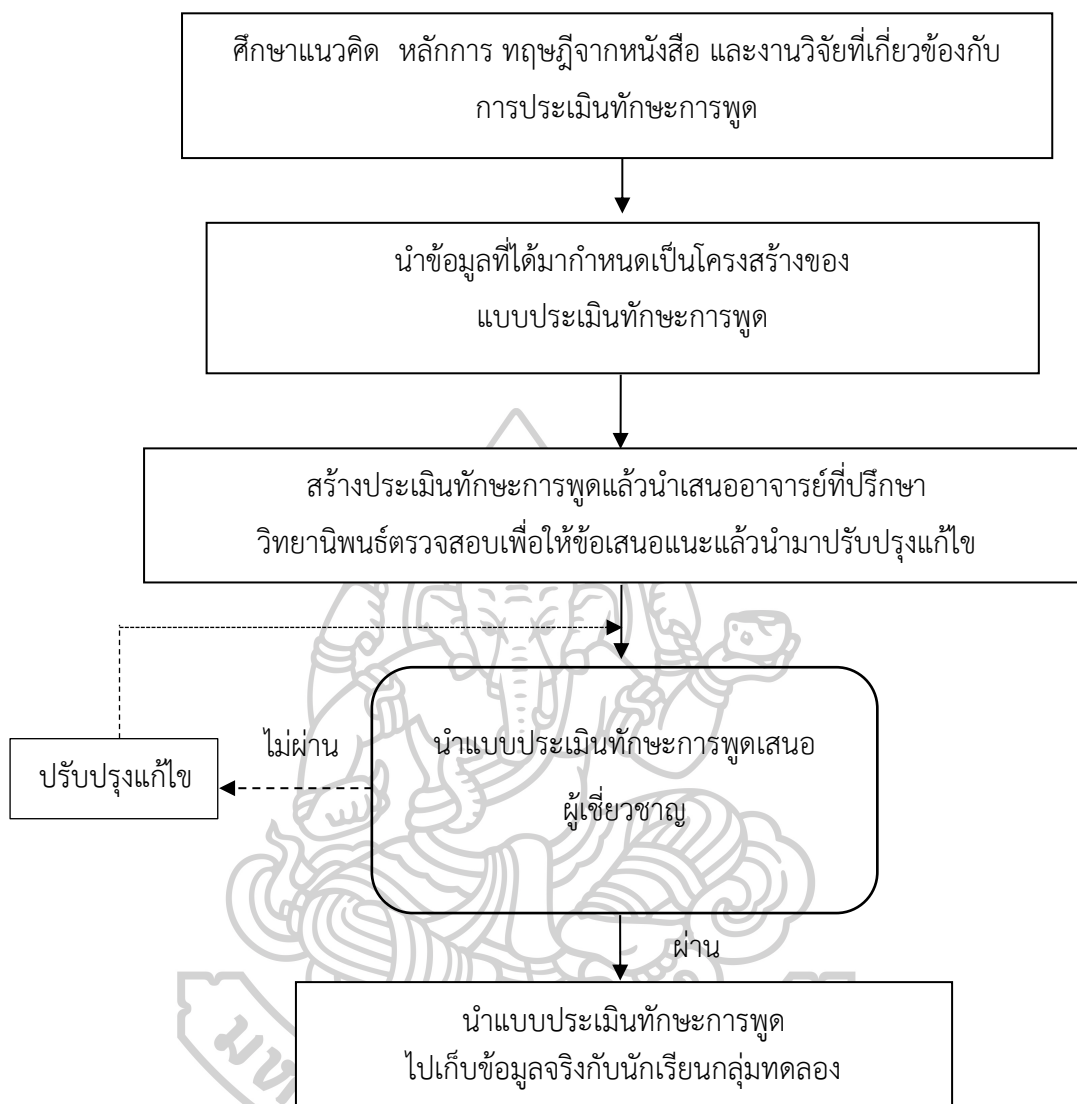 ศึกษาแนวคิด หลักการ ทฤษฎีจากหนังสือ และงานวิจัยที่เกี่ยวข้องกับ
การประเมินทักษะการพูด
นำข้อมูลที่ได้มากำหนดเป็นโครงสร้างของ
แบบประเมินทักษะการพูด
สร้างประเมินทักษะการพูดแล้วนำเสนออาจารย์ที่ปรึกษา
วิทยานิพนธ์ตรวจสอบเพื่อให้ข้อเสนอแนะแล้วนำมาปรับปรุงแก้ไข
ไม่ผ่าน
ปรับปรุงแก้ไข
นำแบบประเมินทักษะการพูดเสนอ
ผู้เชี่ยวชาญ
ผ่าน
นำแบบประเมินทักษะการพูด
ไปเก็บข้อมูลจริงกับนักเรียนกลุ่มทดลอง